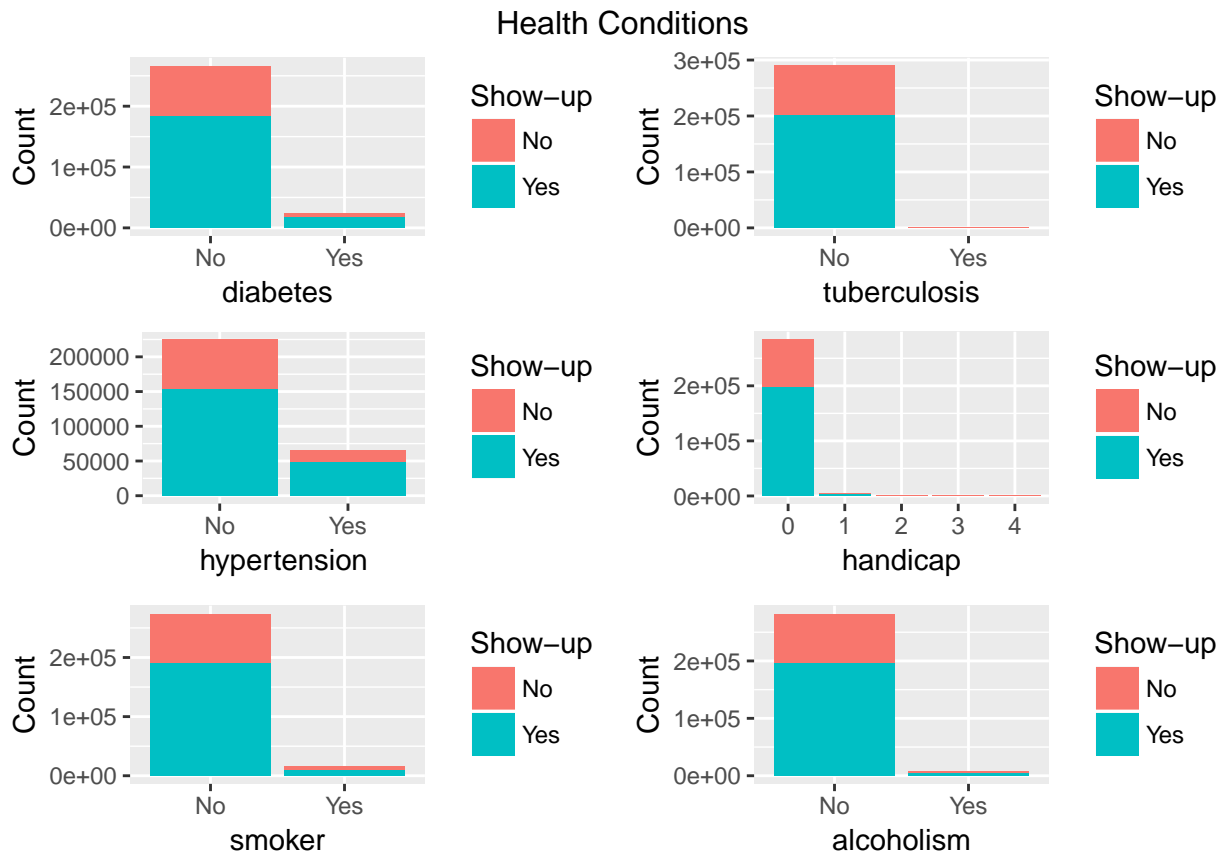 Health Conditions
Count
2e+05
1e+05
0e+00
No
Yes
diabetes
Show-up
No
Yes
Count
3e+05
2e+05
1e+05
0e+00
No
Yes
tuberculosis
Show-up
No
Yes
Count
200000
150000
100000
50000
0
No
Yes
hypertension
Show-up
No
Yes
Count
2e+05
1e+05
0e+00
0 1 2 3 4
handicap
Show-up
No
Yes
Count
2e+05
1e+05
0e+00
No
Yes
smoker
Show-up
No
Yes
Count
2e+05
1e+05
0e+00
No
Yes
alcoholism
Show-up
No
Yes